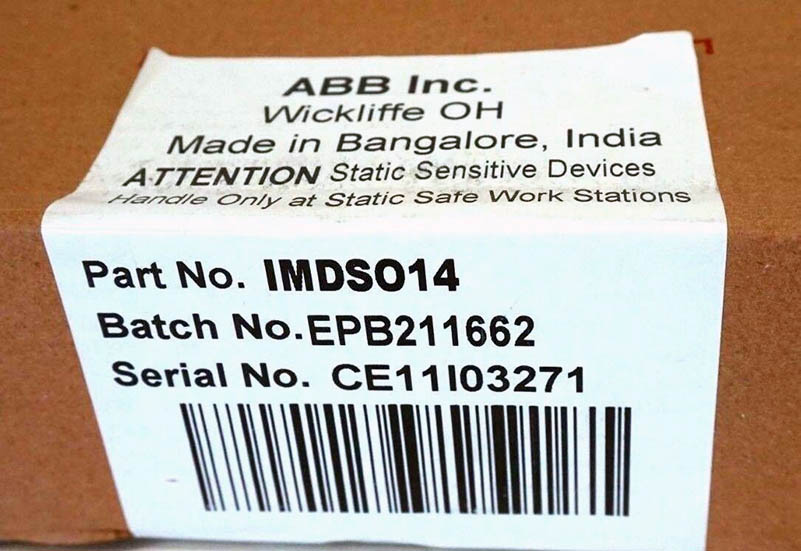 ABB Inc.
Wickliffe OH
Made in Bangalore, India
ATTENTION Static Sensitive Devices
Handle Only at Static Safe Work Stations
Part No. IMDSO14
Batch No.EPB211662
Serial No. CE11I03271